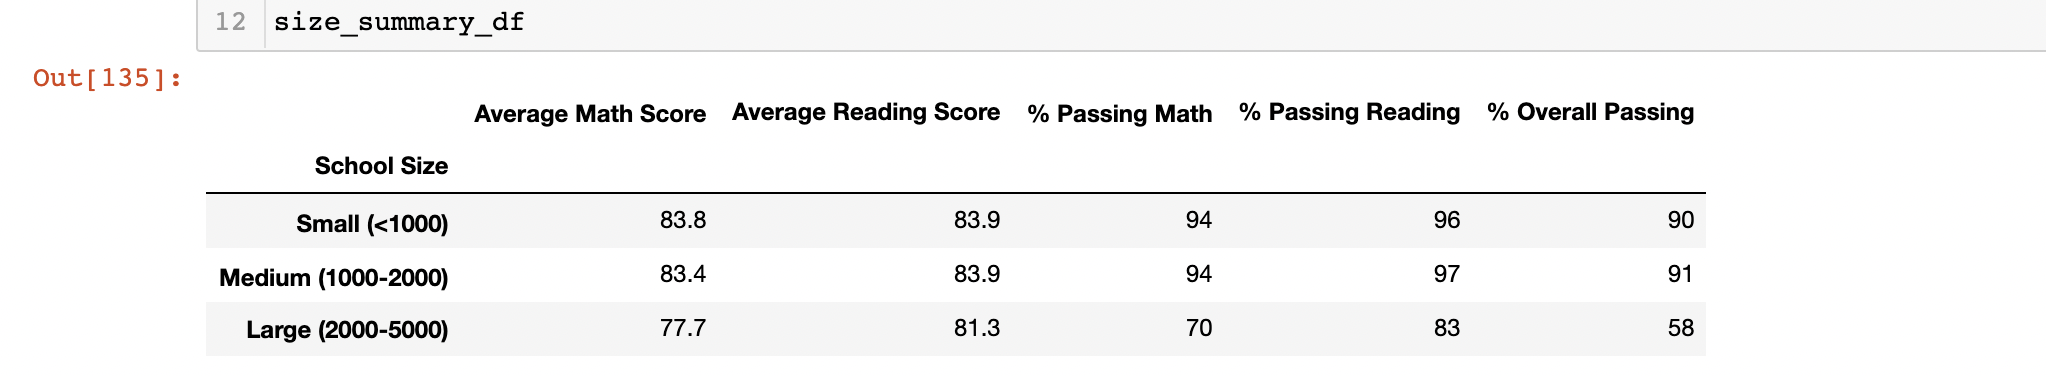 12 size_summary_df
Out[135]:
Average Math Score Average Reading Score % Passing Math % Passing Reading % Overall Passing
School Size
Small (<1000) 83.8 83.9 94 96 90
Medium (1000-2000) 83.4 83.9 94 97 91
Large (2000-5000) 77.7 81.3 70 83 58